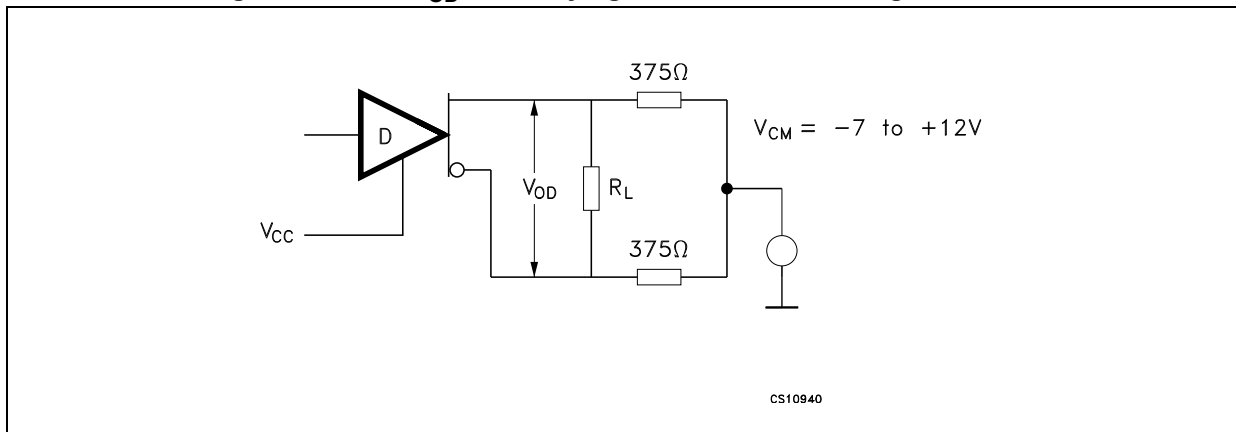 375Ω
D
V_CM = -7 to +12V
V_OD
R_L
V_CC
375Ω
CS10940